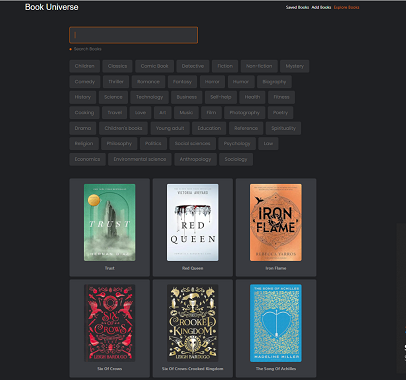 Book Universe
Saved Books Add Books Explore Books
Search Books
Children Classics Comic Book Detective Fiction Non-fiction Mystery
Comedy Thriller Romance Fantasy Horror Humor Biography
History Science Technology Business Self-help Health Fitness
Cooking Travel Love Art Music Film Photography Poetry
Drama Children's books Young adult Education Reference Spirituality
Religion Philosophy Politics Social sciences Psychology Law
Economics Environmental science Anthropology Sociology
TRUST
VICTORIA AVEYARD
RED QUEEN
IRON FLAME
REBECCA YARROS
Trust
Red Queen
Iron Flame
SIX OF CROWS
LEIGH BARDUGO
CROOKED KINGDOM
LEIGH BARDUGO
THE SONG OF ACHILLES
MADELINE MILLER
Six Of Crows
Six Of Crows Crooked Kingdom
The Song Of Achilles